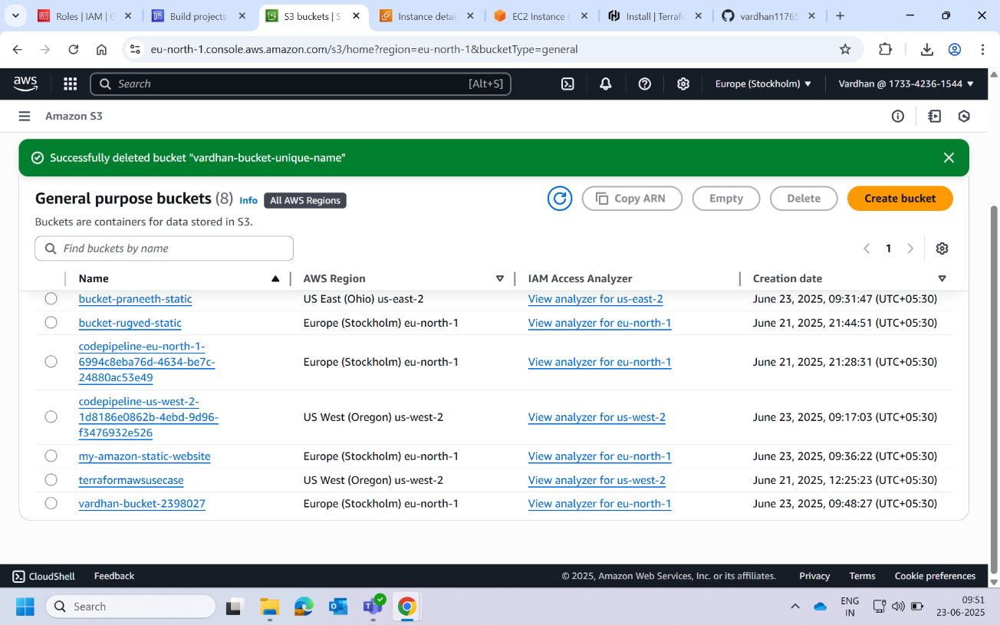 Roles | IAM | G
Build projects
S3 buckets | S
Instance detai
EC2 Instance C
Install | Terrafo
vardhan11765
eu-north-1.console.aws.amazon.com/s3/home?region=eu-north-1&bucketType=general
aws
Search
[Alt+S]
Europe (Stockholm)
Vardhan @ 1733-4236-1544
Amazon S3
Successfully deleted bucket "vardhan-bucket-unique-name"
General purpose buckets (8) Info All AWS Regions
Copy ARN
Empty
Delete
Create bucket
Buckets are containers for data stored in S3.
Find buckets by name
1
Name AWS Region IAM Access Analyzer Creation date
bucket-praneeth-static US East (Ohio) us-east-2 View analyzer for us-east-2 June 23, 2025, 09:31:47 (UTC+05:30)
bucket-rugved-static Europe (Stockholm) eu-north-1 View analyzer for eu-north-1 June 21, 2025, 21:44:51 (UTC+05:30)
codepipeline-eu-north-1-
6994c8eba76d-4634-be7c-
24880ac53e49
Europe (Stockholm) eu-north-1 View analyzer for eu-north-1 June 21, 2025, 21:28:31 (UTC+05:30)
codepipeline-us-west-2-
1d8186e0862b-4ebd-9d96-
f3476932e526
US West (Oregon) us-west-2 View analyzer for us-west-2 June 23, 2025, 09:17:03 (UTC+05:30)
my-amazon-static-website Europe (Stockholm) eu-north-1 View analyzer for eu-north-1 June 23, 2025, 09:36:22 (UTC+05:30)
terraformawsusecase US West (Oregon) us-west-2 View analyzer for us-west-2 June 21, 2025, 12:25:23 (UTC+05:30)
vardhan-bucket-2398027 Europe (Stockholm) eu-north-1 View analyzer for eu-north-1 June 23, 2025, 09:48:27 (UTC+05:30)
CloudShell Feedback © 2025, Amazon Web Services, Inc. or its affiliates. Privacy Terms Cookie preferences
Search
ENG
IN
09:51
23-06-2025